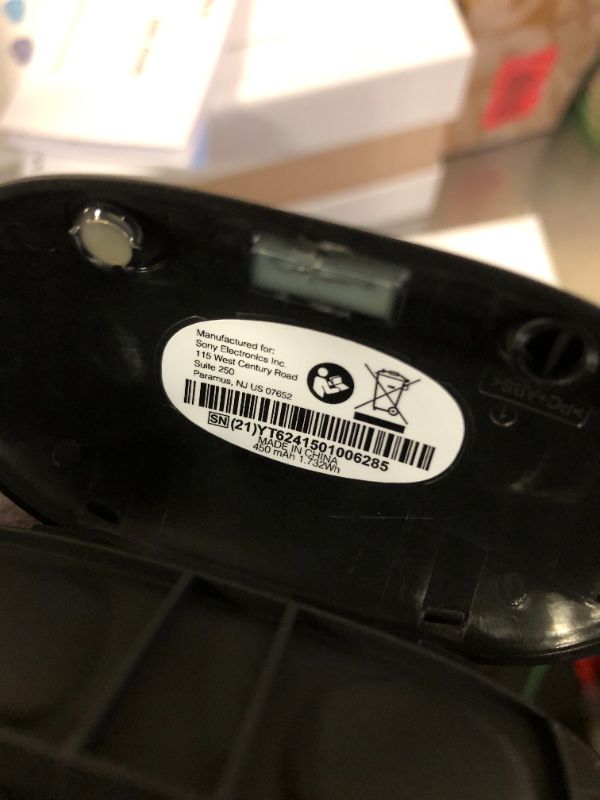 Manufactured for:
Sony Electronics Inc.
115 West Century Road
Suite 250
Paramus, NJ US 07652
SN (21)YT6241501006285
MADE IN CHINA
450 mAh 1.732Wh